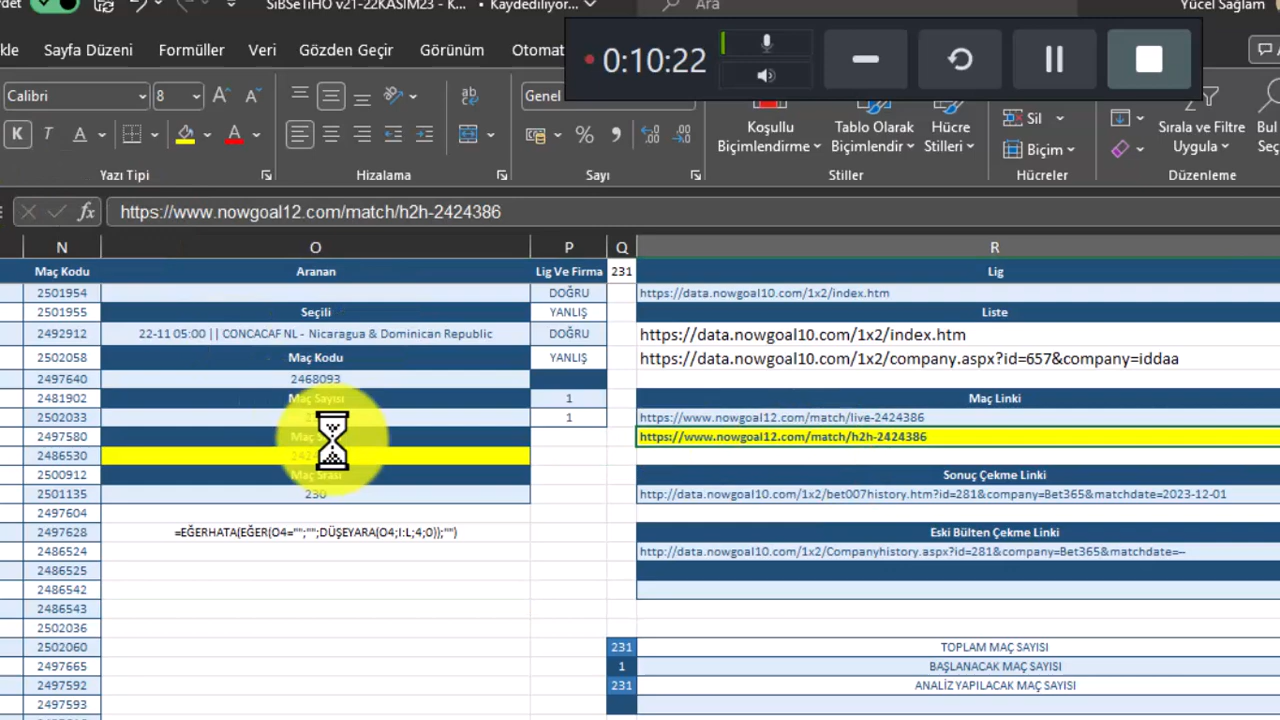 det
SiBSeTiHO v21-22KASIM23 - K... • Kaydediliyor...
Ara
Yücel Sağlam
kle Sayfa Düzeni Formüller Veri Gözden Geçir Görünüm Otomat
0:10:22
Calibri 8
Genel
K T A
A
Koşullu Biçimlendirme
Tablo Olarak Biçimlendir
Hücre Stilleri
Sil
Biçim
Sırala ve Filtre Uygula
Bul
Seç
Yazı Tipi Hizalama Sayı Stiller Hücreler Düzenleme
fx https://www.nowgoal12.com/match/h2h-2424386
N O P Q R
Maç Kodu Aranan Lig Ve Firma 231 Lig
2501954 DOĞRU https://data.nowgoal10.com/1x2/index.htm
2501955 Seçili YANLIŞ Liste
2492912 22-11 05:00 || CONCACAF NL - Nicaragua & Dominican Republic DOĞRU https://data.nowgoal10.com/1x2/index.htm
2502058 Maç Kodu YANLIŞ https://data.nowgoal10.com/1x2/company.aspx?id=657&company=iddaa
2497640 2468093
2481902 Maç Sayısı 1 Maç Linki
2502033 1 https://www.nowgoal12.com/match/live-2424386
2497580 Maç https://www.nowgoal12.com/match/h2h-2424386
2486530
2500912 Maç Sırası Sonuç Çekme Linki
2501135 230 http://data.nowgoal10.com/1x2/bet007history.htm?id=281&company=Bet365&matchdate=2023-12-01
2497604
2497628 =EĞERHATA(EĞER(O4="";"";DÜŞEYARA(O4;I:L;4;0));"") Eski Bülten Çekme Linki
2486524 http://data.nowgoal10.com/1x2/Companyhistory.aspx?id=281&company=Bet365&matchdate=--
2486525
2486542
2486543
2502036
2502060 231 TOPLAM MAÇ SAYISI
2497665 1 BAŞLANACAK MAÇ SAYISI
2497592 231 ANALİZ YAPILACAK MAÇ SAYISI
2497593